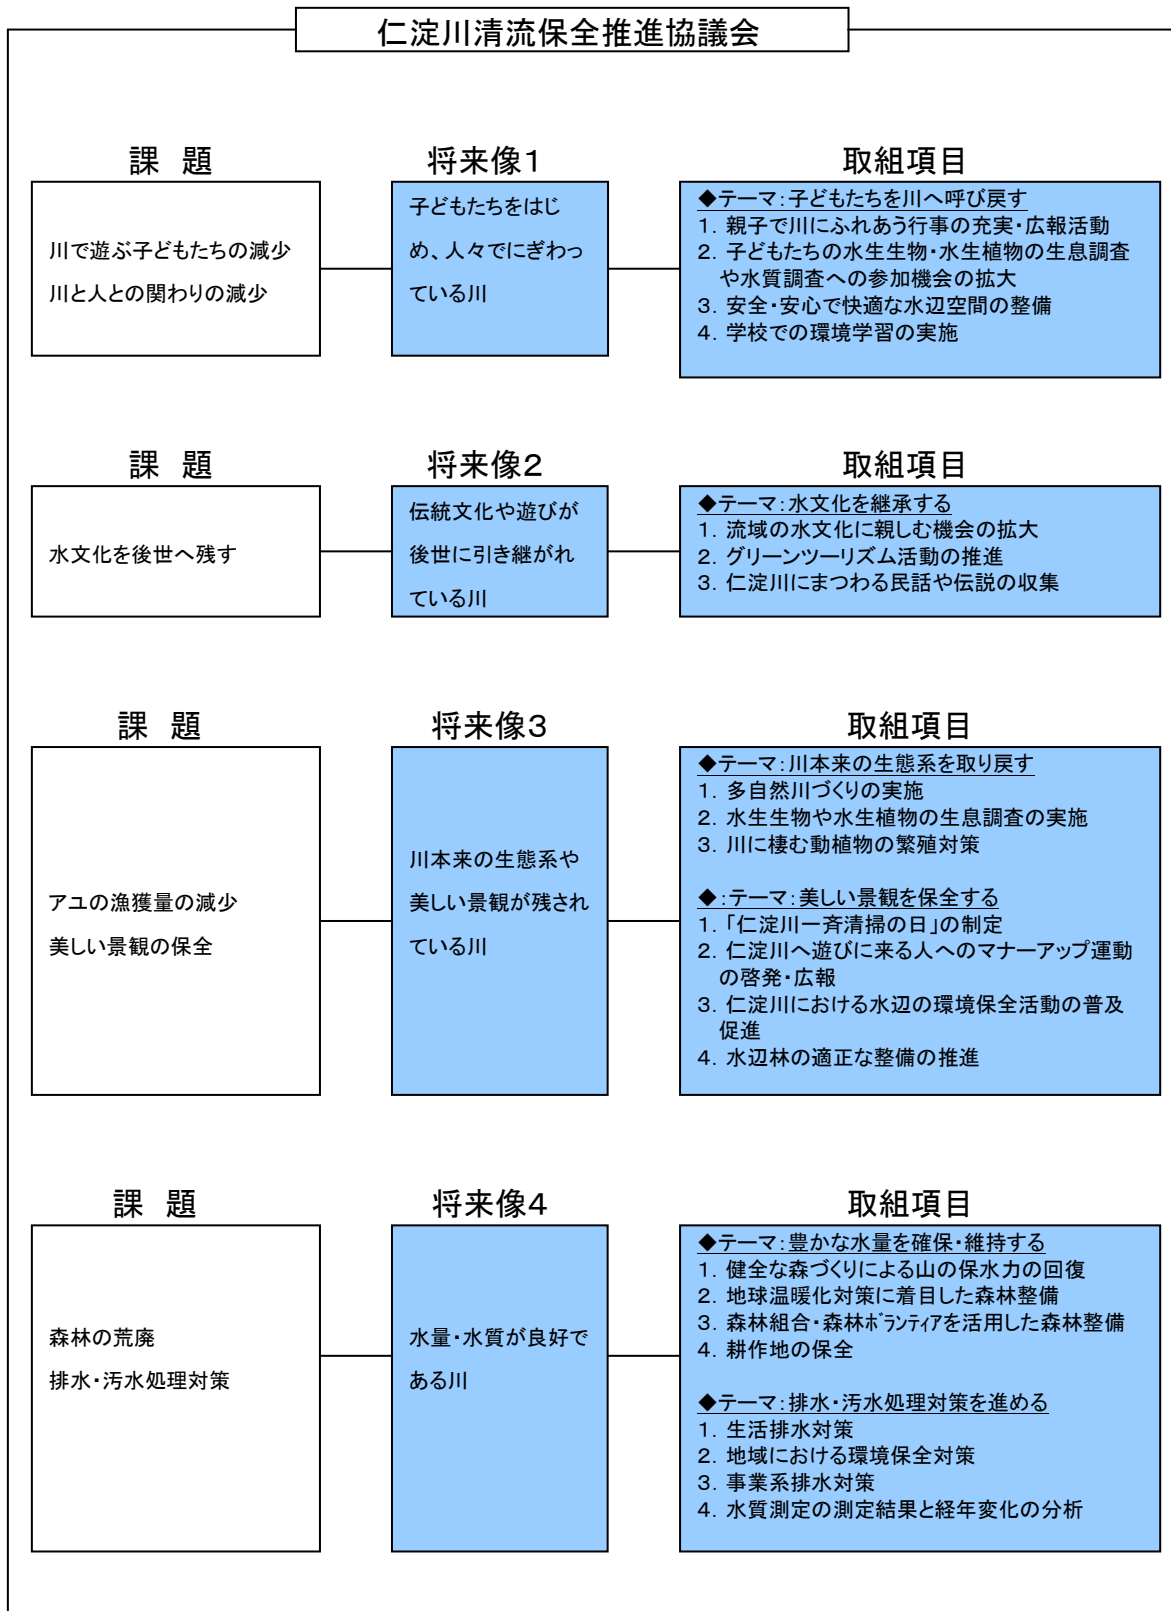 仁淀川清流保全推進協議会
課 題
将来像1
取組項目
川で遊ぶ子どもたちの減少
川と人との関わりの減少
子どもたちをはじ
め、人々でにぎわっ
ている川
◆テーマ:子どもたちを川へ呼び戻す
1. 親子で川にふれあう行事の充実・広報活動
2. 子どもたちの水生生物・水生植物の生息調査
や水質調査への参加機会の拡大
3. 安全・安心で快適な水辺空間の整備
4. 学校での環境学習の実施
課 題
将来像2
取組項目
水文化を後世へ残す
伝統文化や遊びが
後世に引き継がれ
ている川
◆テーマ:水文化を継承する
1. 流域の水文化に親しむ機会の拡大
2. グリーンツーリズム活動の推進
3. 仁淀川にまつわる民話や伝説の収集
課 題
将来像3
取組項目
アユの漁獲量の減少
美しい景観の保全
川本来の生態系や
美しい景観が残され
ている川
◆テーマ:川本来の生態系を取り戻す
1. 多自然川づくりの実施
2. 水生生物や水生植物の生息調査の実施
3. 川に棲む動植物の繁殖対策
◆:テーマ:美しい景観を保全する
1. 「仁淀川一斉清掃の日」の制定
2. 仁淀川へ遊びに来る人へのマナーアップ運動
の啓発・広報
3. 仁淀川における水辺の環境保全活動の普及
促進
4. 水辺林の適正な整備の推進
課 題
将来像4
取組項目
森林の荒廃
排水・汚水処理対策
水量・水質が良好で
ある川
◆テーマ:豊かな水量を確保・維持する
1. 健全な森づくりによる山の保水力の回復
2. 地球温暖化対策に着目した森林整備
3. 森林組合・森林ﾎﾞランティアを活用した森林整備
4. 耕作地の保全
◆テーマ:排水・汚水処理対策を進める
1. 生活排水対策
2. 地域における環境保全対策
3. 事業系排水対策
4. 水質測定の測定結果と経年変化の分析